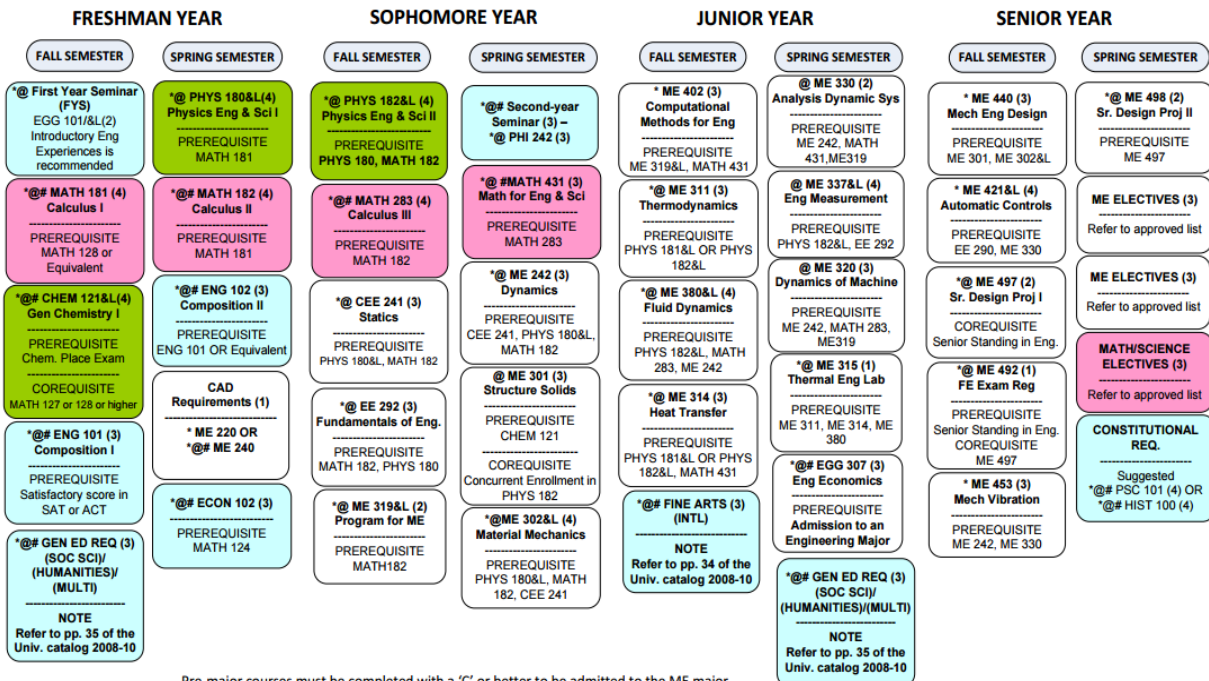 FRESHMAN YEAR
SOPHOMORE YEAR
JUNIOR YEAR
SENIOR YEAR
FALL SEMESTER
SPRING SEMESTER
FALL SEMESTER
SPRING SEMESTER
FALL SEMESTER
SPRING SEMESTER
FALL SEMESTER
SPRING SEMESTER
*@ First Year Seminar
(FYS)
EGG 101/&L(2)
Introductory Eng
Experiences is
recommended
*@# MATH 181 (4)
Calculus I
------------------------
PREREQUISITE
MATH 128 or
Equivalent
*@# CHEM 121&L(4)
Gen Chemistry I
------------------------
PREREQUISITE
Chem. Place Exam
------------------------
COREQUISITE
MATH 127 or 128 or higher
*@# ENG 101 (3)
Composition I
------------------------
PREREQUISITE
Satisfactory score in
SAT or ACT
*@# GEN ED REQ (3)
(SOC SCI)/
(HUMANITIES)/
(MULTI)
--------------------------
NOTE
Refer to pp. 35 of the
Univ. catalog 2008-10
*@ PHYS 180&L(4)
Physics Eng & Sci I
------------------------
PREREQUISITE
MATH 181
*@# MATH 182 (4)
Calculus II
------------------------
PREREQUISITE
MATH 181
*@# ENG 102 (3)
Composition II
------------------------
PREREQUISITE
ENG 101 OR Equivalent
CAD
Requirements (1)
-----------------------------
* ME 220 OR
*@# ME 240
*@# ECON 102 (3)
---------------------------
PREREQUISITE
MATH 124
*@ PHYS 182&L (4)
Physics Eng & Sci II
---------------------------
PREREQUISITE
PHYS 180, MATH 182
*@# MATH 283 (4)
Calculus III
------------------------
PREREQUISITE
MATH 182
*@ CEE 241 (3)
Statics
------------------------
PREREQUISITE
PHYS 180&L, MATH 182
*@ EE 292 (3)
Fundamentals of Eng.
------------------------
PREREQUISITE
MATH 182, PHYS 180
*@ ME 319&L (2)
Program for ME
------------------------
PREREQUISITE
MATH182
*@# Second-year
Seminar (3) –
*@ PHI 242 (3)
*@ #MATH 431 (3)
Math for Eng & Sci
------------------------
PREREQUISITE
MATH 283
*@ ME 242 (3)
Dynamics
------------------------
PREREQUISITE
CEE 241, PHYS 180&L,
MATH 182
@ ME 301 (3)
Structure Solids
------------------------
PREREQUISITE
CHEM 121
------------------------
COREQUISITE
Concurrent Enrollment in
PHYS 182
*@ME 302&L (4)
Material Mechanics
------------------------
PREREQUISITE
PHYS 180&L, MATH
182, CEE 241
* ME 402 (3)
Computational
Methods for Eng
------------------------
PREREQUISITE
ME 319&L, MATH 431
*@ ME 311 (3)
Thermodynamics
------------------------
PREREQUISITE
PHYS 181&L OR PHYS
182&L
*@ ME 380&L (4)
Fluid Dynamics
------------------------
PREREQUISITE
PHYS 182&L, MATH
283, ME 242
*@ ME 314 (3)
Heat Transfer
------------------------
PREREQUISITE
PHYS 181&L OR PHYS
182&L, MATH 431
*@# FINE ARTS (3)
(INTL)
--------------------------
NOTE
Refer to pp. 34 of the
Univ. catalog 2008-10
@ ME 330 (2)
Analysis Dynamic Sys
------------------------
PREREQUISITE
ME 242, MATH
431,ME319
@ ME 337&L (4)
Eng Measurement
------------------------
PREREQUISITE
PHYS 182&L, EE 292
@ ME 320 (3)
Dynamics of Machine
------------------------
PREREQUISITE
ME 242, MATH 283,
ME319
*@ ME 315 (1)
Thermal Eng Lab
------------------------
PREREQUISITE
ME 311, ME 314, ME
380
*@# EGG 307 (3)
Eng Economics
------------------------
PREREQUISITE
Admission to an
Engineering Major
*@# GEN ED REQ (3)
(SOC SCI)/
(HUMANITIES)/(MULTI)
--------------------------
NOTE
Refer to pp. 35 of the
Univ. catalog 2008-10
* ME 440 (3)
Mech Eng Design
------------------------
PREREQUISITE
ME 301, ME 302&L
* ME 421&L (4)
Automatic Controls
------------------------
PREREQUISITE
EE 290, ME 330
*@ ME 497 (2)
Sr. Design Proj I
------------------------
COREQUISITE
Senior Standing in Eng.
*@ ME 492 (1)
FE Exam Reg
------------------------
PREREQUISITE
Senior Standing in Eng.
COREQUISITE
ME 497
*@ ME 453 (3)
Mech Vibration
------------------------
PREREQUISITE
ME 242, ME 330
*@ ME 498 (2)
Sr. Design Proj II
------------------------
PREREQUISITE
ME 497
ME ELECTIVES (3)
------------------------
Refer to approved list
ME ELECTIVES (3)
------------------------
Refer to approved list
MATH/SCIENCE
ELECTIVES (3)
------------------------
Refer to approved list
CONSTITUTIONAL
REQ.
------------------------
Suggested
*@# PSC 101 (4) OR
*@# HIST 100 (4)
Pre-major courses must be completed with a 'C' or better to be admitted to the ME major